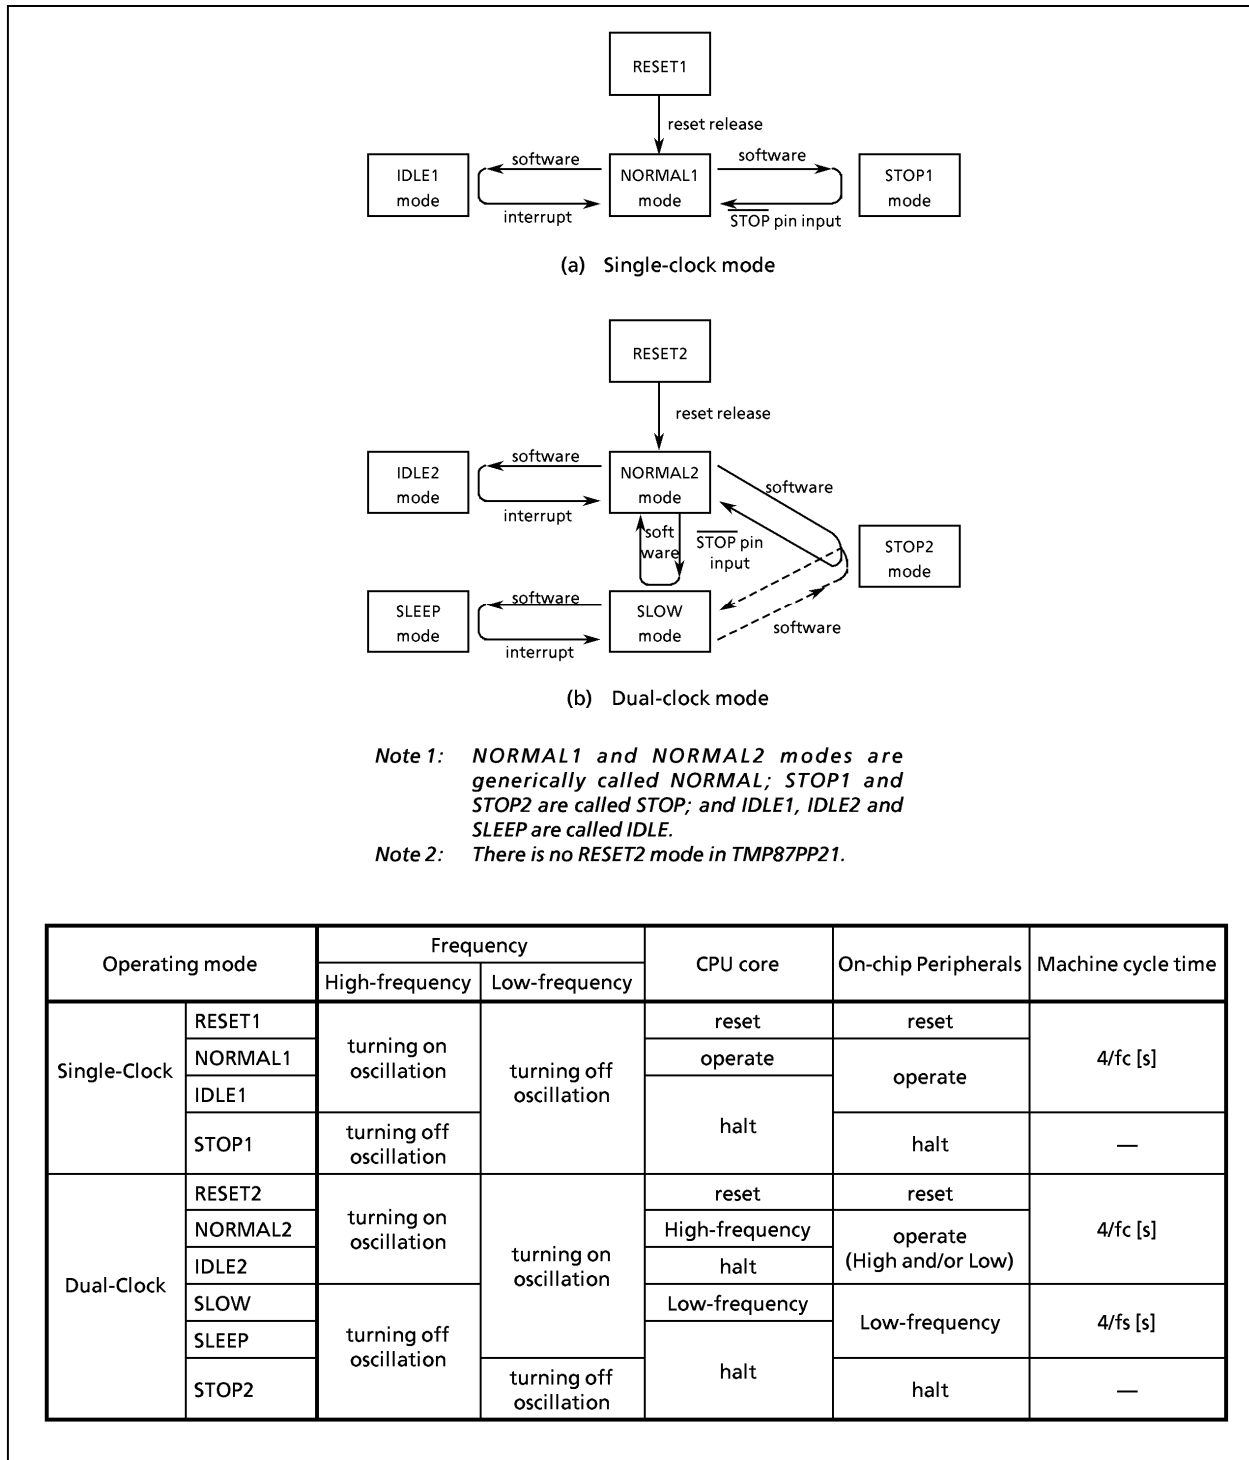 RESET1
reset release
IDLE1
mode
software
interrupt
NORMAL1
mode
software
STOP pin input
STOP1
mode
(a) Single-clock mode
RESET2
reset release
IDLE2
mode
software
interrupt
NORMAL2
mode
software
soft
ware
STOP pin
input
STOP2
mode
SLEEP
mode
software
interrupt
SLOW
mode
software
(b) Dual-clock mode
Note 1: NORMAL1 and NORMAL2 modes are
generically called NORMAL; STOP1 and
STOP2 are called STOP; and IDLE1, IDLE2 and
SLEEP are called IDLE.
Note 2: There is no RESET2 mode in TMP87PP21.
Operating mode
Frequency
CPU core
On-chip Peripherals
Machine cycle time
High-frequency
Low-frequency
Single-Clock
RESET1
turning on
oscillation
turning off
oscillation
reset
reset
4/fc [s]
NORMAL1
operate
operate
IDLE1
halt
STOP1
turning off
oscillation
halt
—
Dual-Clock
RESET2
turning on
oscillation
turning on
oscillation
reset
reset
4/fc [s]
NORMAL2
High-frequency
operate
(High and/or Low)
IDLE2
halt
SLOW
turning off
oscillation
Low-frequency
Low-frequency
4/fs [s]
SLEEP
halt
STOP2
turning off
oscillation
halt
—